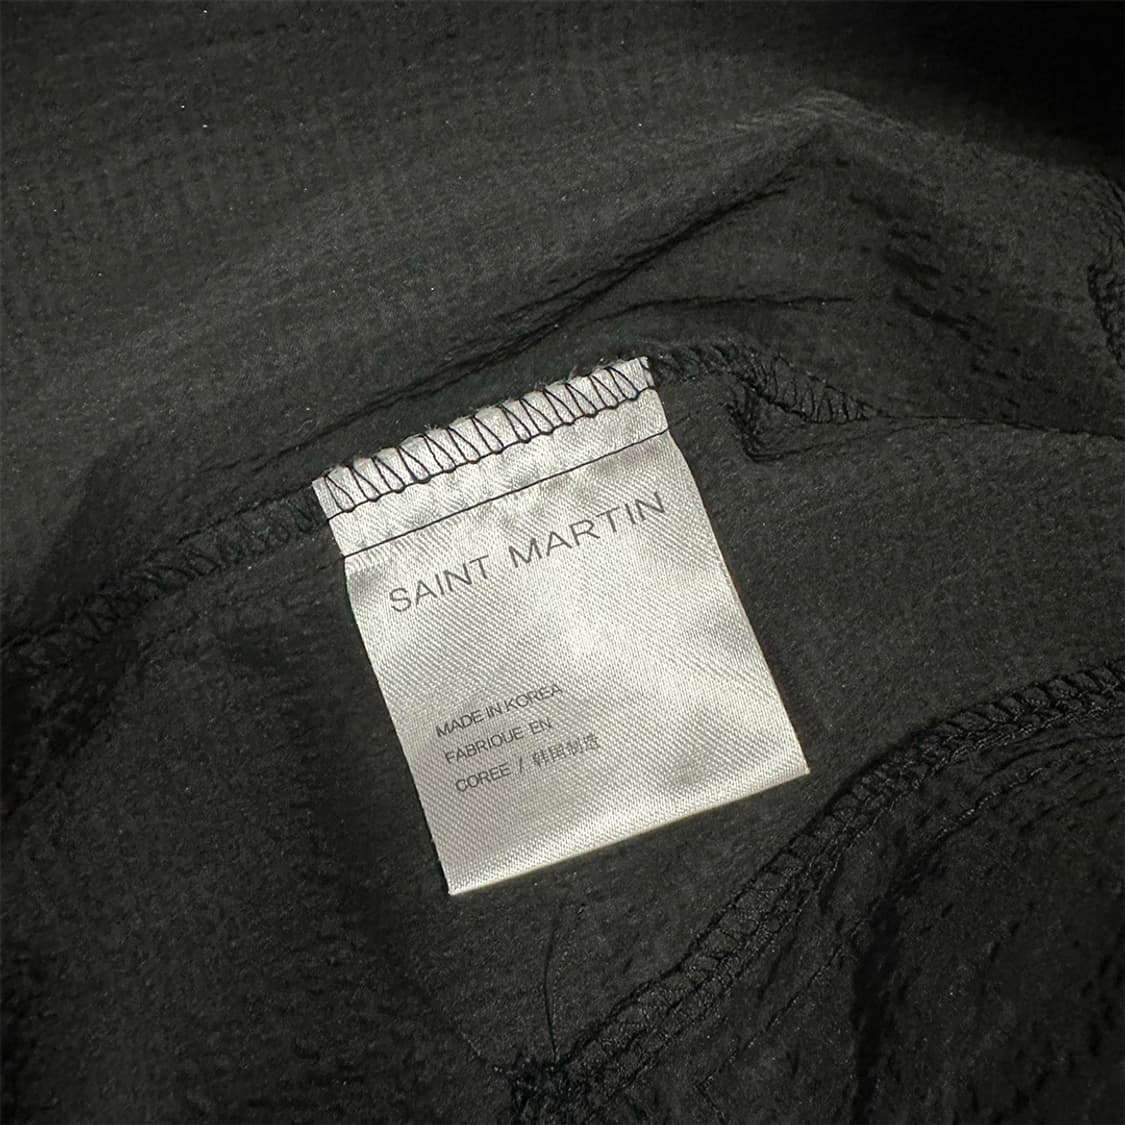 SAINT MARTIN
MADE IN KOREA
FABRIQUE EN
COREE / 韩国制造